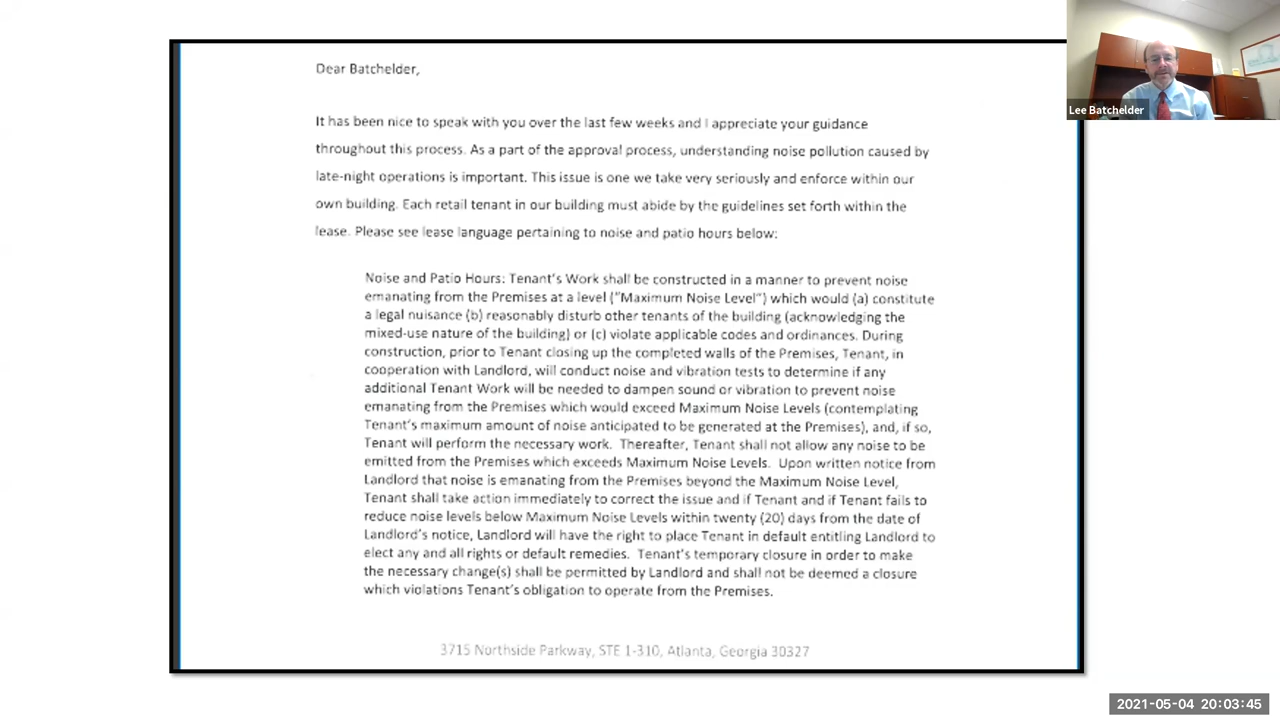 Dear Batchelder,
It has been nice to speak with you over the last few weeks and I appreciate your guidance
throughout this process. As a part of the approval process, understanding noise pollution caused by
late-night operations is important. This issue is one we take very seriously and enforce within our
own building. Each retail tenant in our building must abide by the guidelines set forth within the
lease. Please see lease language pertaining to noise and patio hours below:
Noise and Patio Hours: Tenant's Work shall be constructed in a manner to prevent noise
emanating from the Premises at a level ("Maximum Noise Level") which would (a) constitute
a legal nuisance (b) reasonably disturb other tenants of the building (acknowledging the
mixed-use nature of the building) or (c) violate applicable codes and ordinances. During
construction, prior to Tenant closing up the completed walls of the Premises, Tenant, in
cooperation with Landlord, will conduct noise and vibration tests to determine if any
additional Tenant Work will be needed to dampen sound or vibration to prevent noise
emanating from the Premises which would exceed Maximum Noise Levels (contemplating
Tenant's maximum amount of noise anticipated to be generated at the Premises), and, if so,
Tenant will perform the necessary work. Thereafter, Tenant shall not allow any noise to be
emitted from the Premises which exceeds Maximum Noise Levels. Upon written notice from
Landlord that noise is emanating from the Premises beyond the Maximum Noise Level,
Tenant shall take action immediately to correct the issue and if Tenant and if Tenant fails to
reduce noise levels below Maximum Noise Levels within twenty (20) days from the date of
Landlord's notice, Landlord will have the right to place Tenant in default entitling Landlord to
elect any and all rights or default remedies. Tenant's temporary closure in order to make
the necessary change(s) shall be permitted by Landlord and shall not be deemed a closure
which violations Tenant's obligation to operate from the Premises.
3715 Northside Parkway, STE 1-310, Atlanta, Georgia 30327
Lee Batchelder
2021-05-04 20:03:45